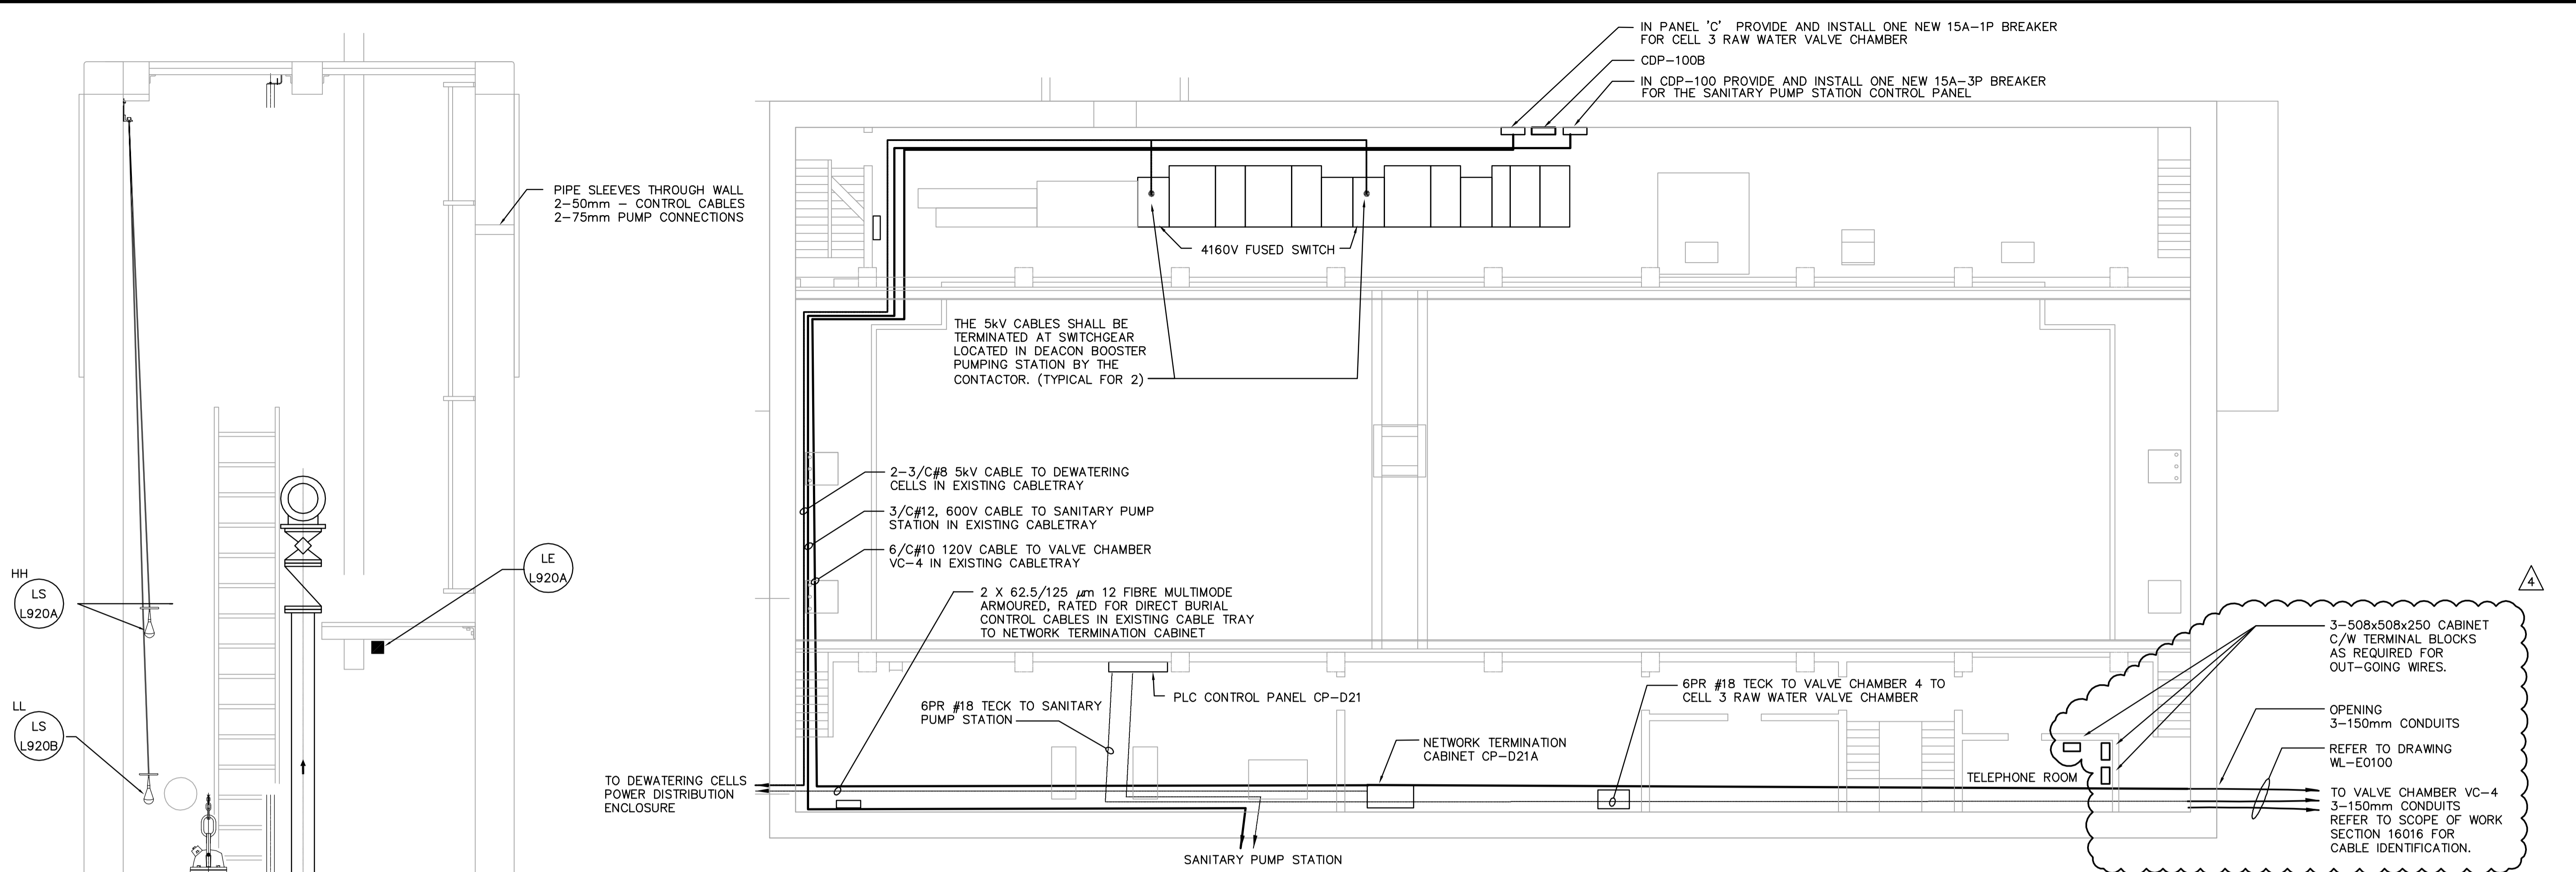 IN PANEL 'C' PROVIDE AND INSTALL ONE NEW 15A-1P BREAKER
FOR CELL 3 RAW WATER VALVE CHAMBER
CDP-100B
IN CDP-100 PROVIDE AND INSTALL ONE NEW 15A-3P BREAKER
FOR THE SANITARY PUMP STATION CONTROL PANEL
PIPE SLEEVES THROUGH WALL
2-50mm - CONTROL CABLES
2-75mm PUMP CONNECTIONS
4160V FUSED SWITCH
THE 5kV CABLES SHALL BE
TERMINATED AT SWITCHGEAR
LOCATED IN DEACON BOOSTER
PUMPING STATION BY THE
CONTACTOR. (TYPICAL FOR 2)
2-3/C#8 5kV CABLE TO DEWATERING
CELLS IN EXISTING CABLETRAY
3/C#12, 600V CABLE TO SANITARY PUMP
STATION IN EXISTING CABLETRAY
6/C#10 120V CABLE TO VALVE CHAMBER
VC-4 IN EXISTING CABLETRAY
2 X 62.5/125 µm 12 FIBRE MULTIMODE
ARMOURED, RATED FOR DIRECT BURIAL
CONTROL CABLES IN EXISTING CABLE TRAY
TO NETWORK TERMINATION CABINET
HH
LS
L920A
LE
L920A
LL
LS
L920B
4
3-508x508x250 CABINET
C/W TERMINAL BLOCKS
AS REQUIRED FOR
OUT-GOING WIRES.
PLC CONTROL PANEL CP-D21
6PR #18 TECK TO SANITARY
PUMP STATION
6PR #18 TECK TO VALVE CHAMBER 4 TO
CELL 3 RAW WATER VALVE CHAMBER
NETWORK TERMINATION
CABINET CP-D21A
OPENING
3-150mm CONDUITS
REFER TO DRAWING
WL-E0100
TELEPHONE ROOM
TO DEWATERING CELLS
POWER DISTRIBUTION
ENCLOSURE
TO VALVE CHAMBER VC-4
3-150mm CONDUITS
REFER TO SCOPE OF WORK
SECTION 16016 FOR
CABLE IDENTIFICATION.
SANITARY PUMP STATION